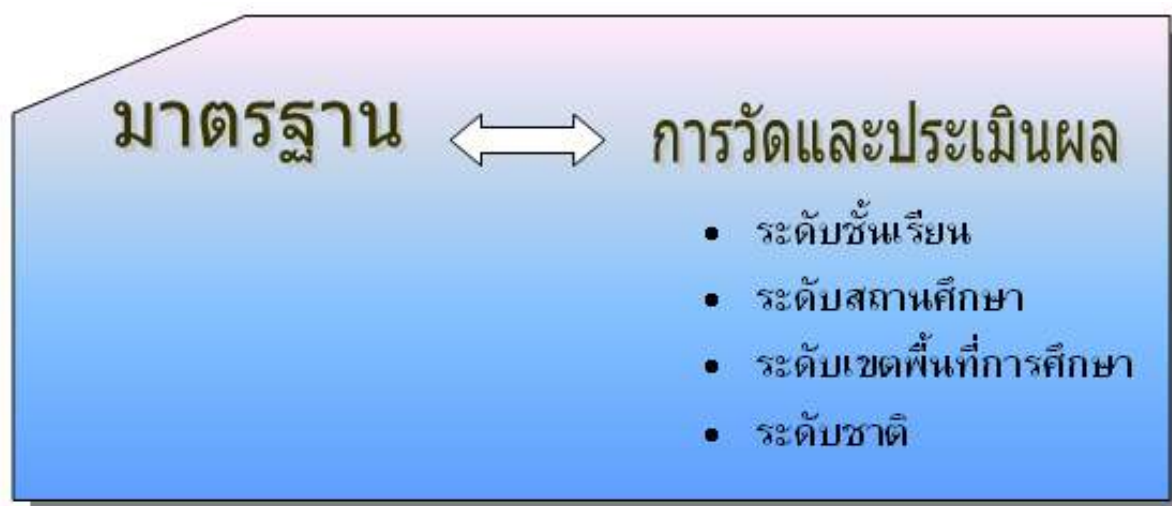 มาตรฐาน
การวัดและประเมินผล
• ระดับชั้นเรียน
• ระดับสถานศึกษา
• ระดับเขตพื้นที่การศึกษา
• ระดับชาติ